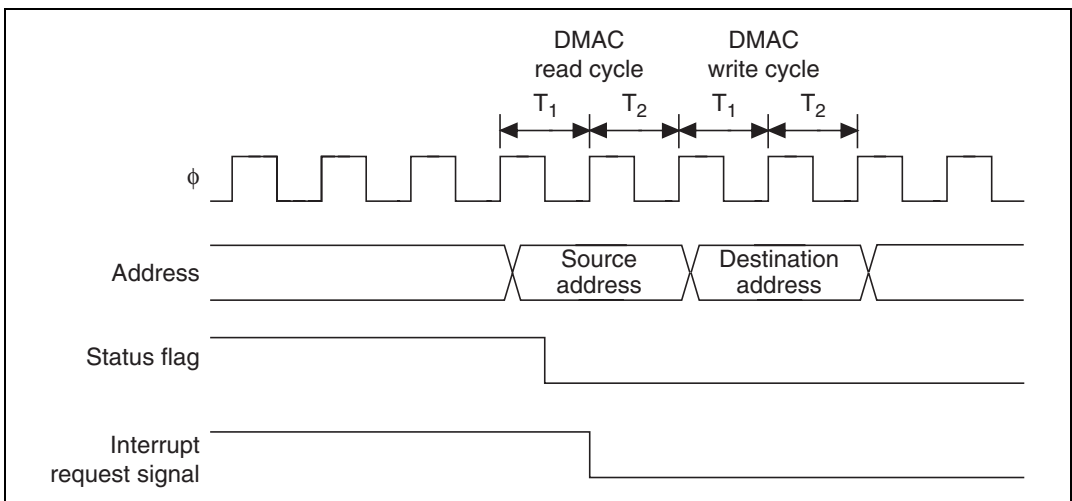 DMAC DMAC
read cycle write cycle
T₁ T₂ T₁ T₂
ϕ
Address
Source Destination
address address
Status flag
Interrupt
request signal